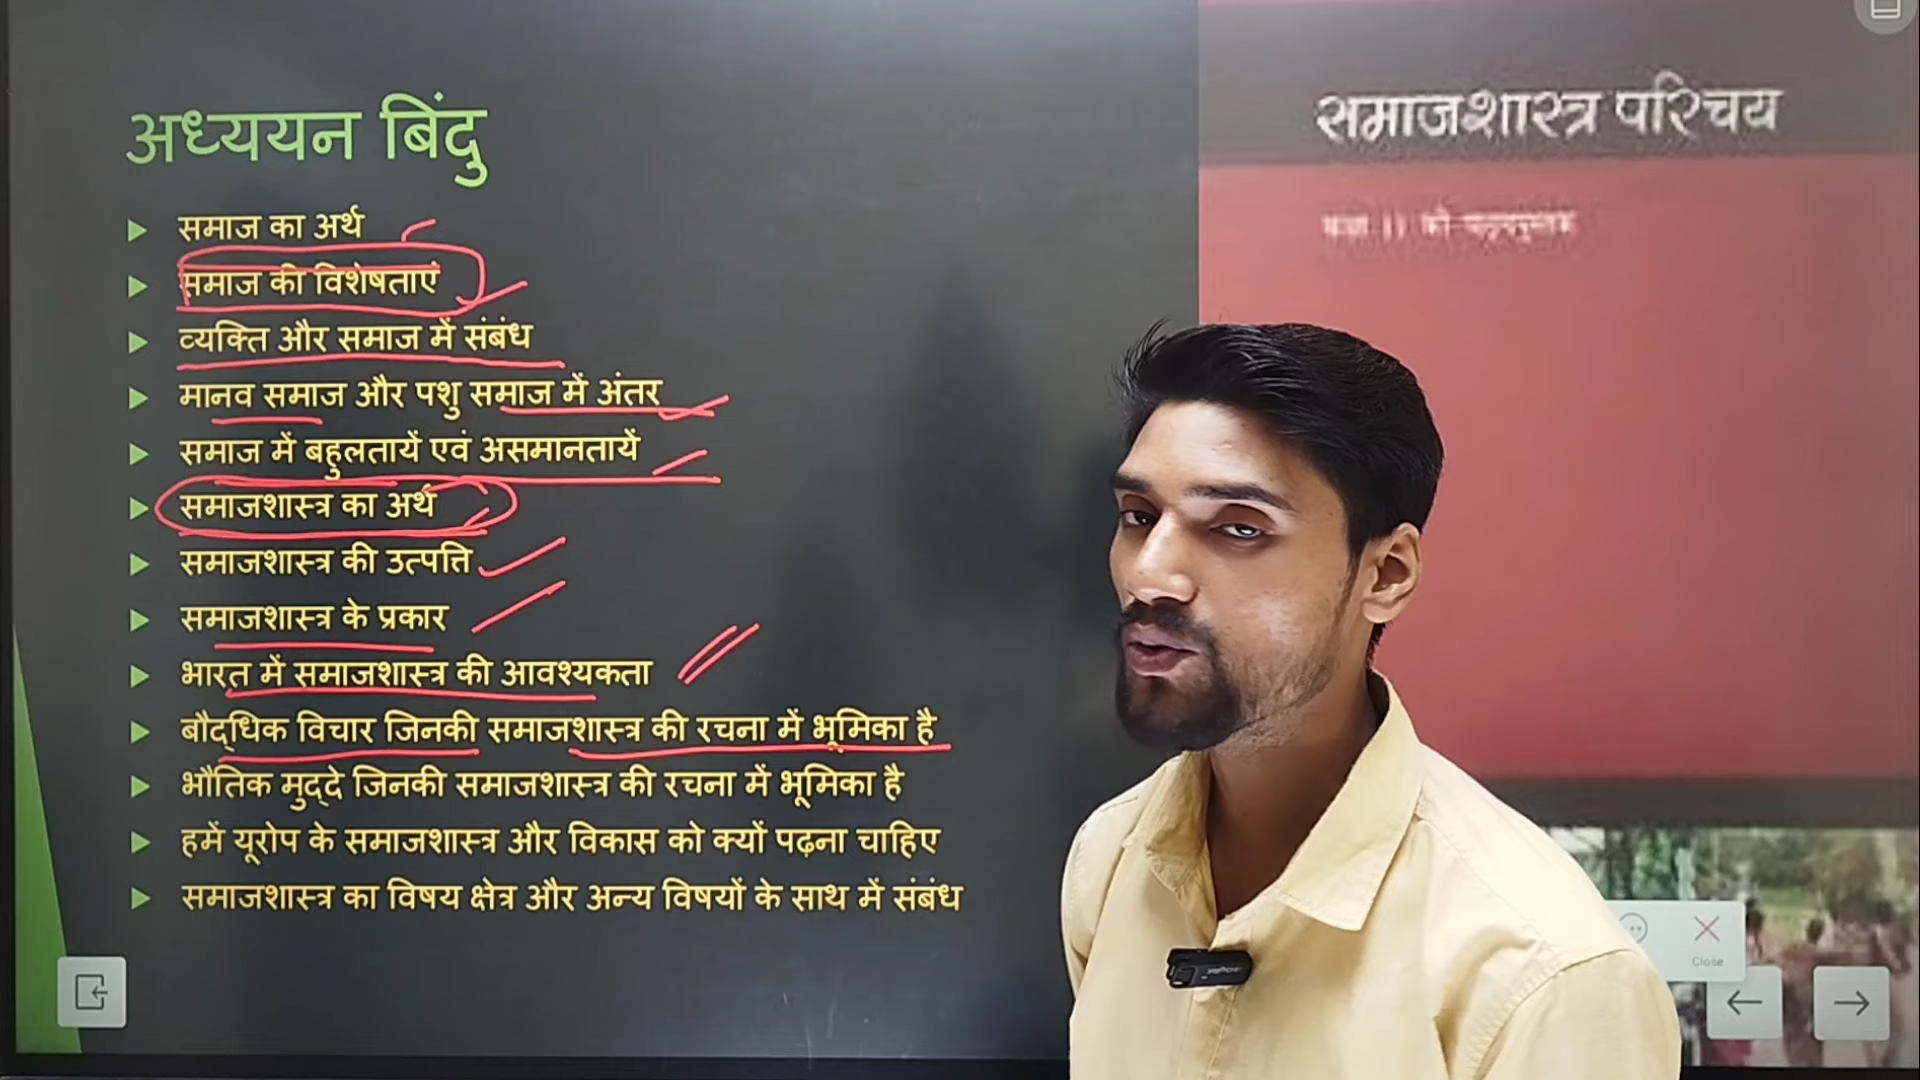 अध्ययन बिंदु
समाज का अर्थ
समाज की विशेषताएं
व्यक्ति और समाज में संबंध
मानव समाज और पशु समाज में अंतर
समाज में बहुलतायें एवं असमानतायें
समाजशास्त्र का अर्थ
समाजशास्त्र की उत्पत्ति
समाजशास्त्र के प्रकार
भारत में समाजशास्त्र की आवश्यकता
बौद्धिक विचार जिनकी समाजशास्त्र की रचना में भूमिका है
भौतिक मुद्दे जिनकी समाजशास्त्र की रचना में भूमिका है
हमें यूरोप के समाजशास्त्र और विकास को क्यों पढ़ना चाहिए
समाजशास्त्र का विषय क्षेत्र और अन्य विषयों के साथ में संबंध
समाजशास्त्र परिचय
11 की
Close